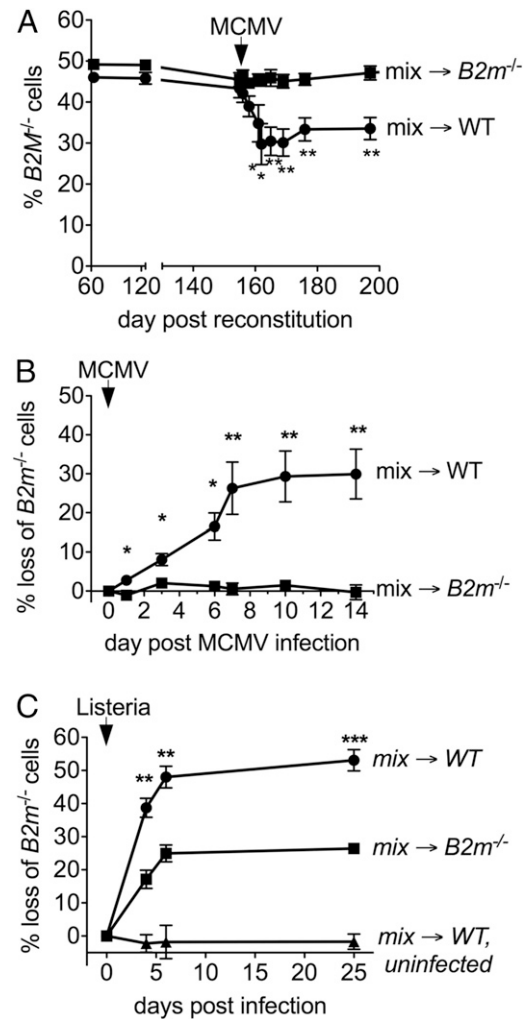 A
MCMV
60
50
40
30
20
10
0
% B2M-/- cells
mix → B2m-/-
mix → WT
* * ** ** ** **
60 120 140 160 180 200
day post reconstitution
B
MCMV
50
40
30
20
10
0
% loss of B2m-/- cells
* * * ** ** **
mix → WT
mix → B2m-/-
0 2 4 6 8 10 12 14
day post MCMV infection
C
Listeria
60
50
40
30
20
10
0
% loss of B2m-/- cells
** ** ***
mix → WT
mix → B2m-/-
mix → WT,
uninfected
0 5 10 15 20 25
days post infection